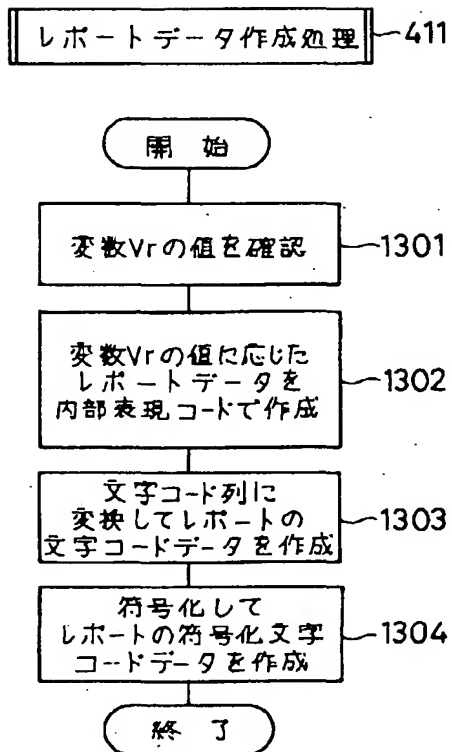 レポートデータ作成処理 411
開始
変数Vrの値を確認 1301
変数Vrの値に応じた
レポートデータを 1302
内部表現コードで作成
文字コード列に
変換してレポートの 1303
文字コードデータを作成
符号化して
レポートの符号化文字 1304
コードデータを作成
終了